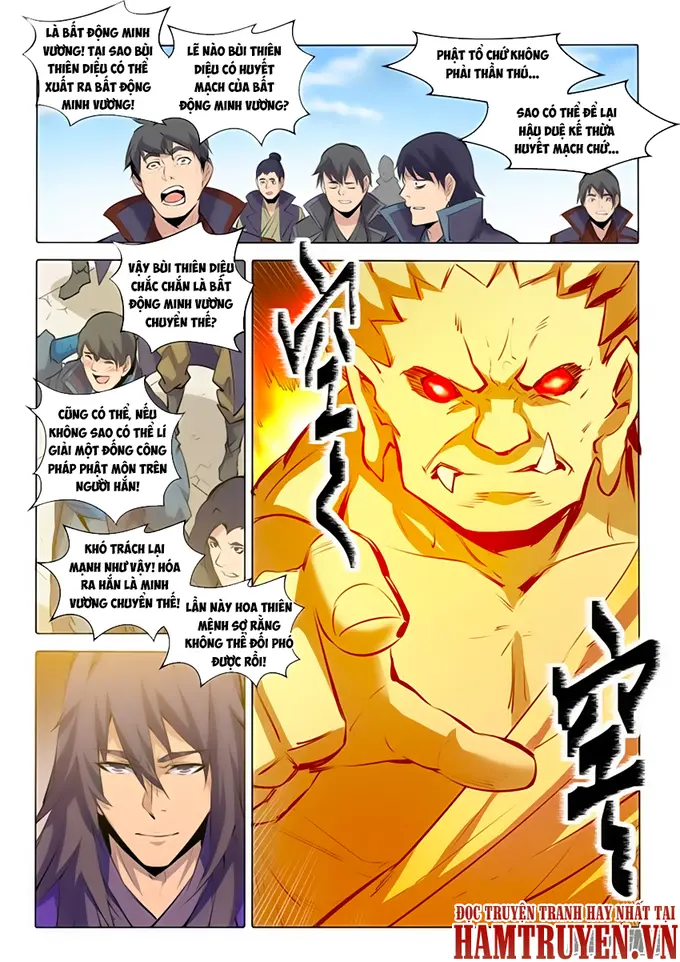 LÀ BẤT ĐỘNG MINH
VƯƠNG! TẠI SAO BÙI
THIÊN DIỆU CÓ THỂ
XUẤT RA BẤT ĐỘNG
MINH VƯƠNG!
LẼ NÀO BÙI THIÊN
DIỆU CÓ HUYẾT
MẠCH CỦA BẤT
ĐỘNG MINH VƯƠNG?
PHẬT TỔ CHỨ KHÔNG
PHẢI THẦN THÚ...
SAO CÓ THỂ ĐỂ LẠI
HẬU DUỆ KẾ THỪA
HUYẾT MẠCH CHỨ...
VẬY BÙI THIÊN DIỆU
CHẮC CHẮN LÀ BẤT
ĐỘNG MINH VƯƠNG
CHUYỂN THẾ?
CŨNG CÓ THỂ, NẾU
KHÔNG SAO CÓ THỂ LÍ
GIẢI MỘT ĐỐNG CÔNG
PHÁP PHẬT MÔN TRÊN
NGƯỜI HẮN!
KHÓ TRÁCH LẠI
MẠNH NHƯ VẬY! HÓA
RA HẮN LÀ MINH
VƯƠNG CHUYỂN THẾ!
LẦN NÀY HOA THIÊN
MỆNH SỢ RẰNG
KHÔNG THỂ ĐỐI PHÓ
ĐƯỢC RỒI!
空
ĐỌC TRUYỆN TRANH HAY NHẤT TẠI
HAMTRUYEN.VN